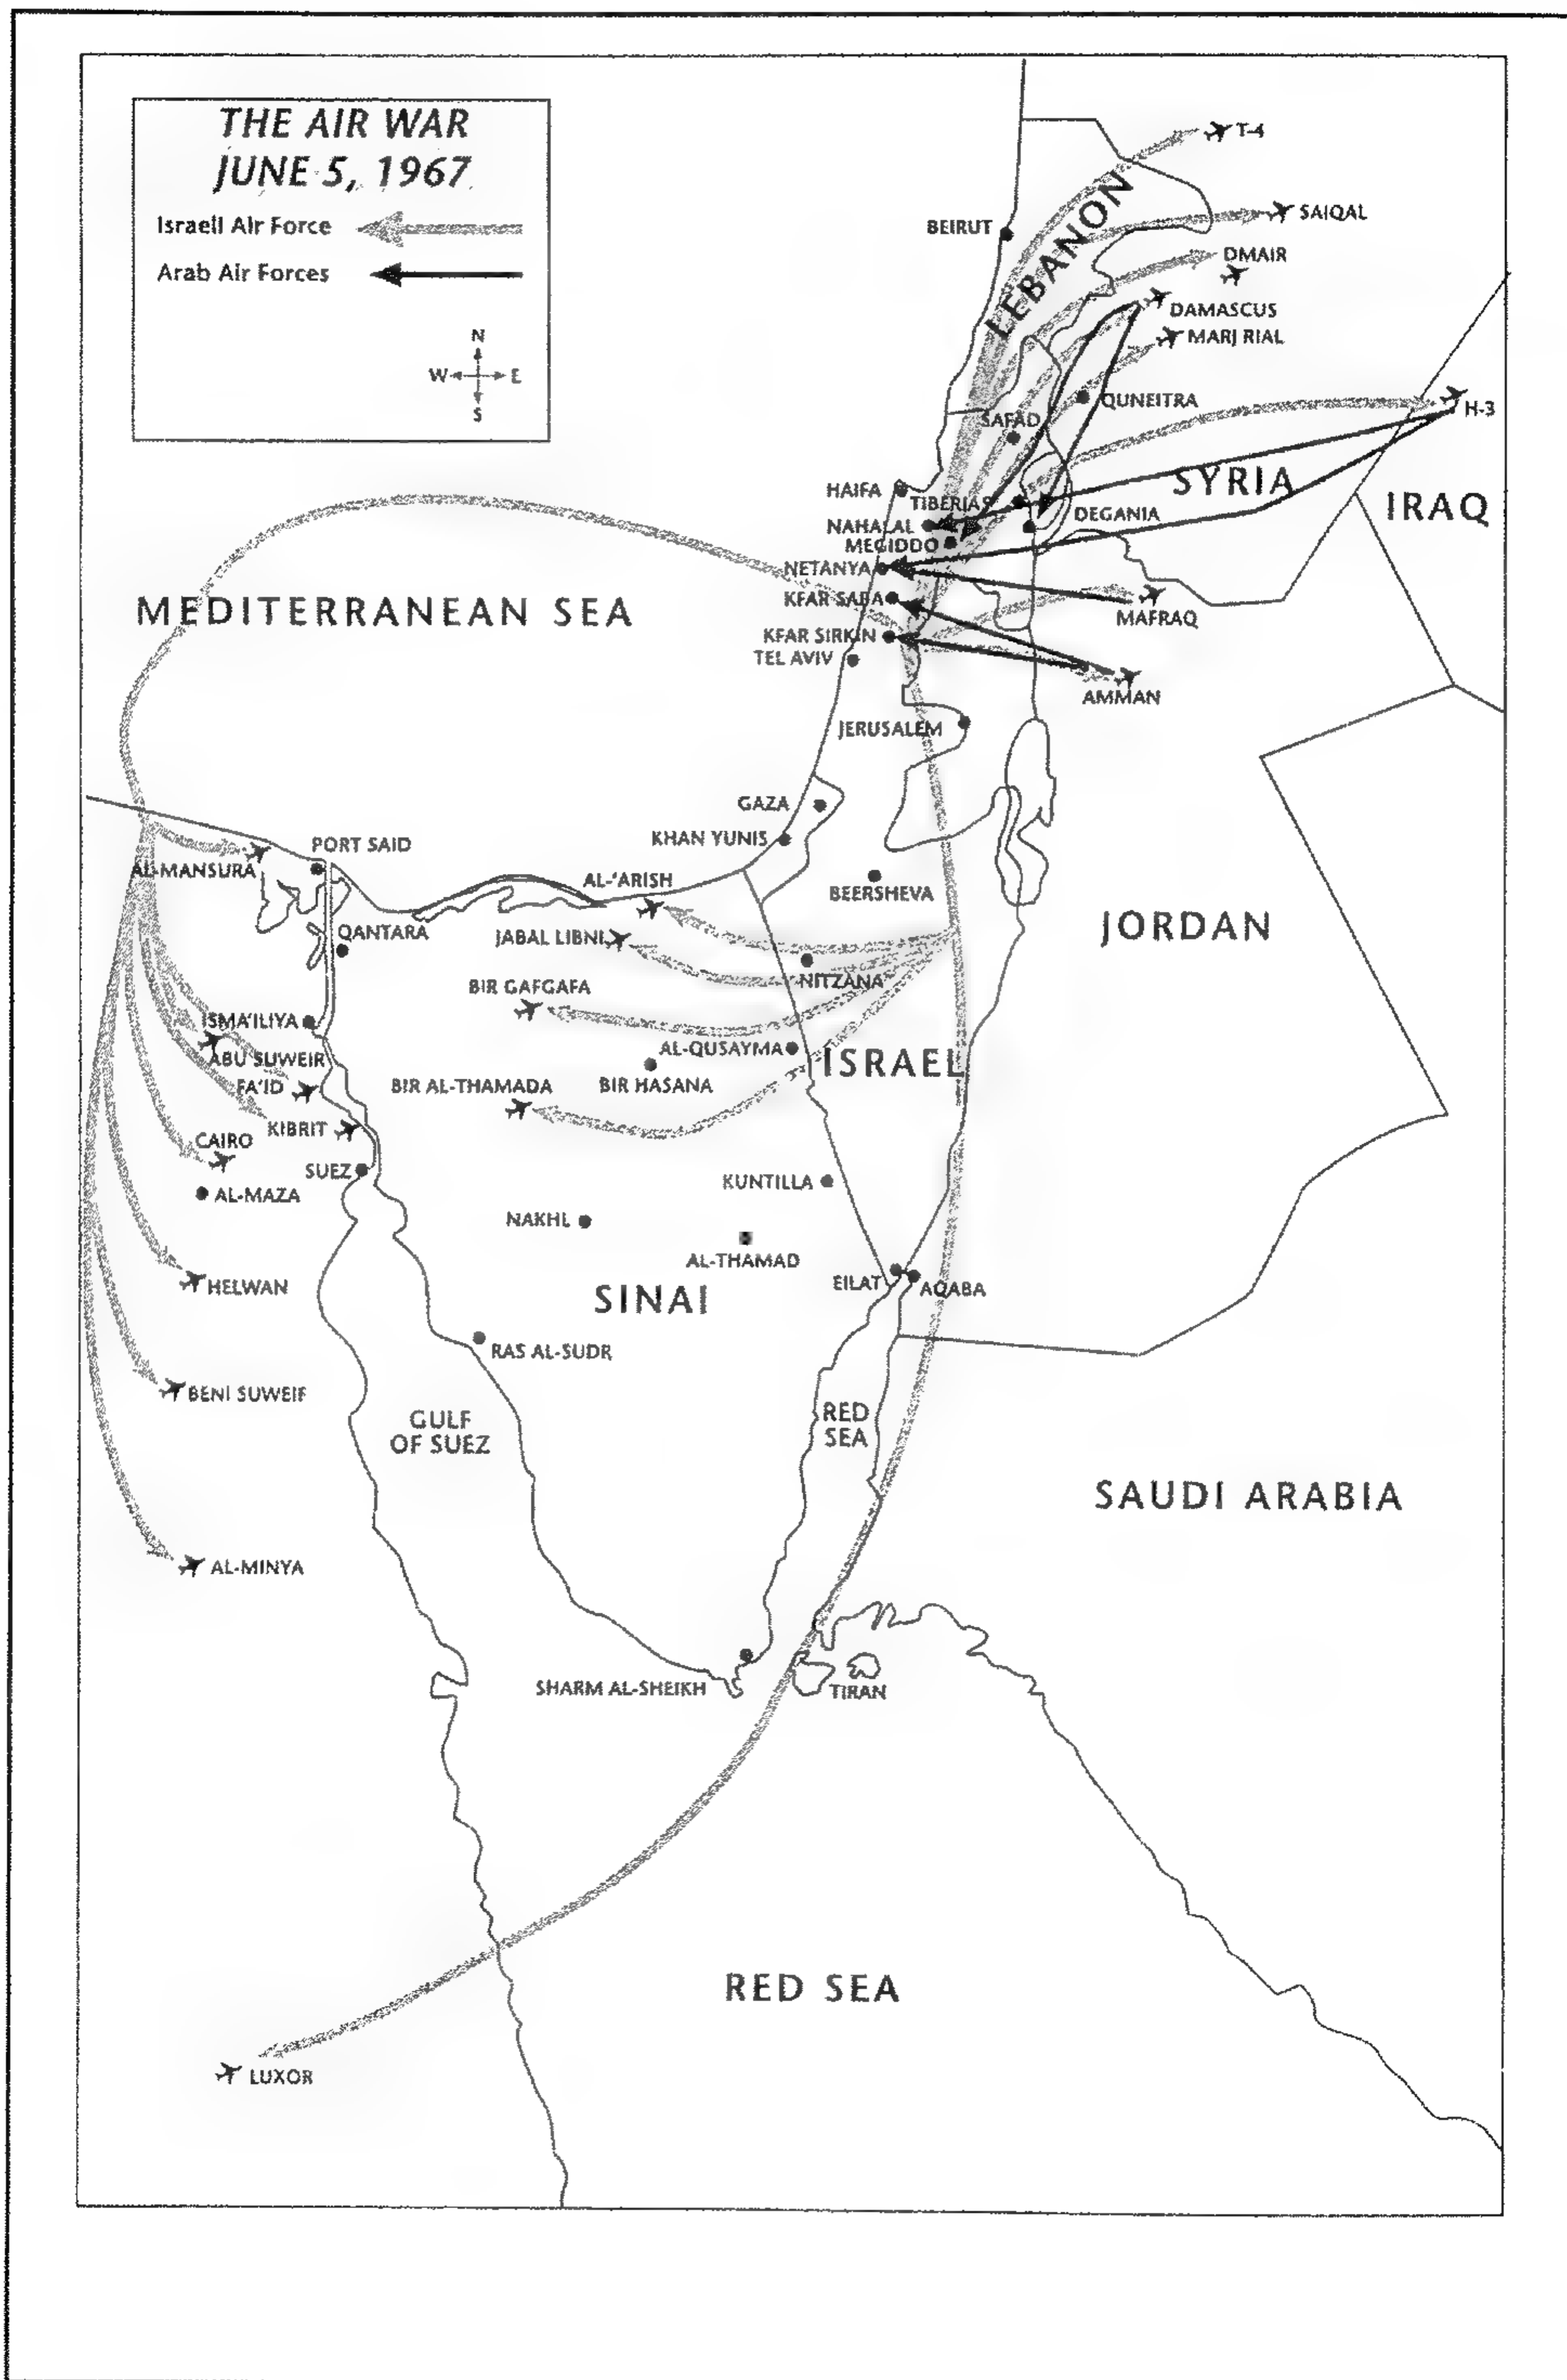 THE AIR WAR
JUNE 5, 1967
Israeli Air Force
Arab Air Forces
N
W E
S
T-4
SAIQAL
BEIRUT
LEBANON
DMAIR
DAMASCUS
MARJ RIAL
QUNEITRA
H-3
SAFAD
SYRIA
HAIFA
IRAQ
TIBERIAS
DEGANIA
NAHALAL
MEGIDDO
NETANYA
MEDITERRANEAN SEA
KFAR SABA
MAFRAQ
KFAR SIRKIN
TEL AVIV
AMMAN
JERUSALEM
GAZA
KHAN YUNIS
PORT SAID
AL-MANSURA
AL-'ARISH
BEERSHEVA
JORDAN
QANTARA
JABAL LIBNI
NITZANA
BIR GAFGAFA
ISMA'ILIYA
AL-QUSAYMA
ISRAEL
ABU SUWEIR
FA'ID
BIR AL-THAMADA
BIR HASANA
KIBRIT
CAIRO
SUEZ
KUNTILLA
AL-MAZA
NAKHL
AL-THAMAD
EILAT
AQABA
HELWAN
SINAI
RAS AL-SUDR
BENI SUWEIF
GULF
OF SUEZ
RED
SEA
SAUDI ARABIA
AL-MINYA
SHARM AL-SHEIKH
TIRAN
RED SEA
LUXOR